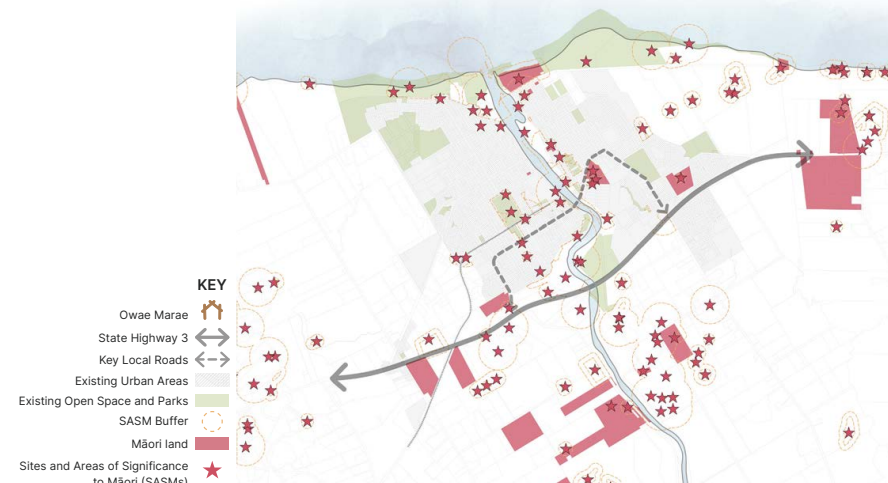 KEY
Owae Marae
State Highway 3
Key Local Roads
Existing Urban Areas
Existing Open Space and Parks
SASM Buffer
Māori land
Sites and Areas of Significance
to Māori (SASMs)